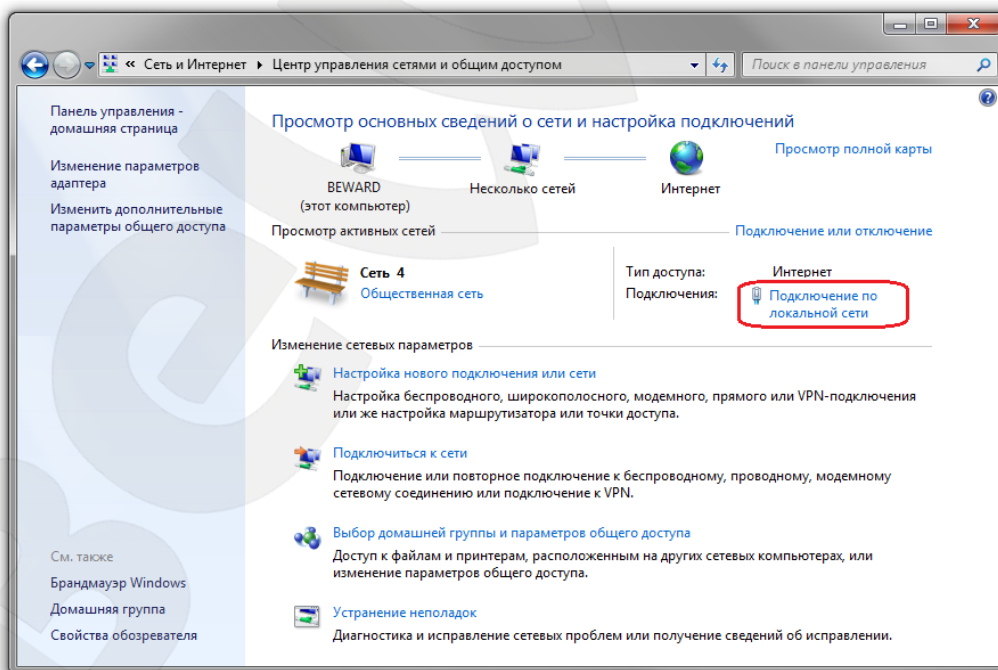 « Сеть и Интернет ▸ Центр управления сетями и общим доступом
Поиск в панели управления
Панель управления -
домашняя страница
Изменение параметров
адаптера
Изменить дополнительные
параметры общего доступа
См. также
Брандмауэр Windows
Домашняя группа
Свойства обозревателя
Просмотр основных сведений о сети и настройка подключений
Просмотр полной карты
BEWARD
(этот компьютер)
Несколько сетей
Интернет
Просмотр активных сетей
Подключение или отключение
Сеть 4
Общественная сеть
Тип доступа: Интернет
Подключения: Подключение по
локальной сети
Изменение сетевых параметров
Настройка нового подключения или сети
Настройка беспроводного, широкополосного, модемного, прямого или VPN-подключения
или же настройка маршрутизатора или точки доступа.
Подключиться к сети
Подключение или повторное подключение к беспроводному, проводному, модемному
сетевому соединению или подключение к VPN.
Выбор домашней группы и параметров общего доступа
Доступ к файлам и принтерам, расположенным на других сетевых компьютерах, или
изменение параметров общего доступа.
Устранение неполадок
Диагностика и исправление сетевых проблем или получение сведений об исправлении.